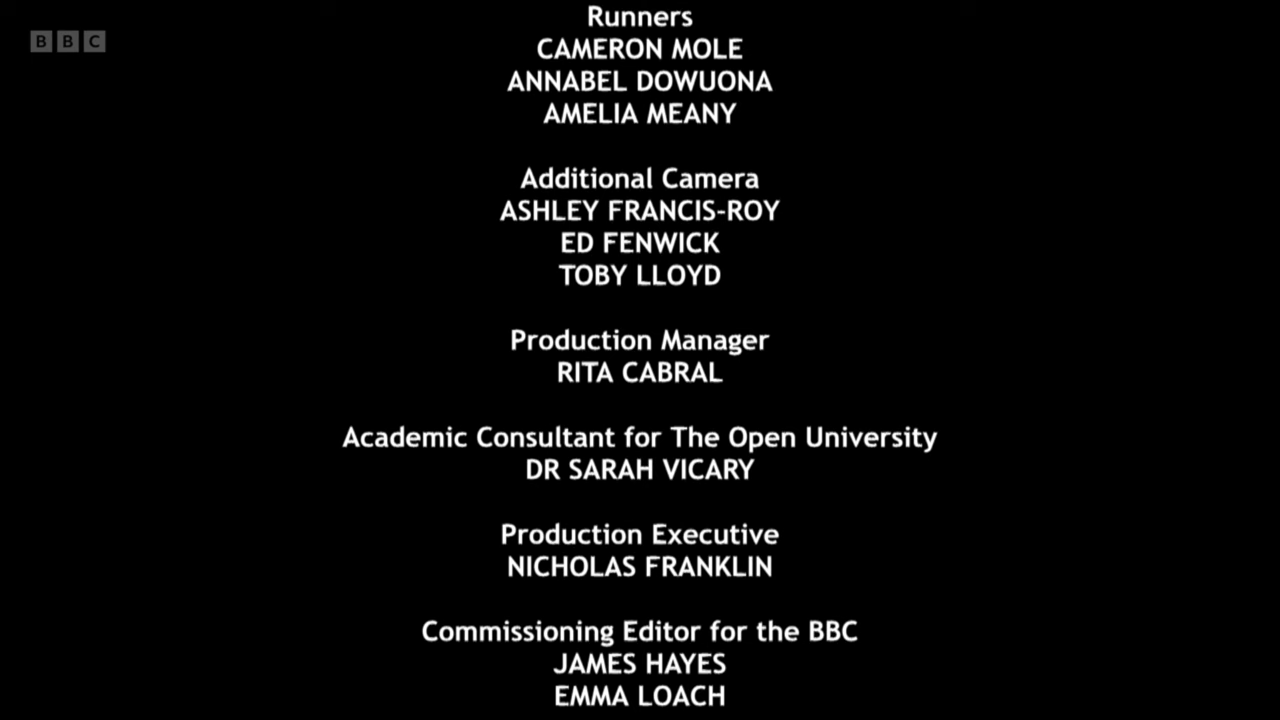 BBC
Runners
CAMERON MOLE
ANNABEL DOWUONA
AMELIA MEANY
Additional Camera
ASHLEY FRANCIS-ROY
ED FENWICK
TOBY LLOYD
Production Manager
RITA CABRAL
Academic Consultant for The Open University
DR SARAH VICARY
Production Executive
NICHOLAS FRANKLIN
Commissioning Editor for the BBC
JAMES HAYES
EMMA LOACH